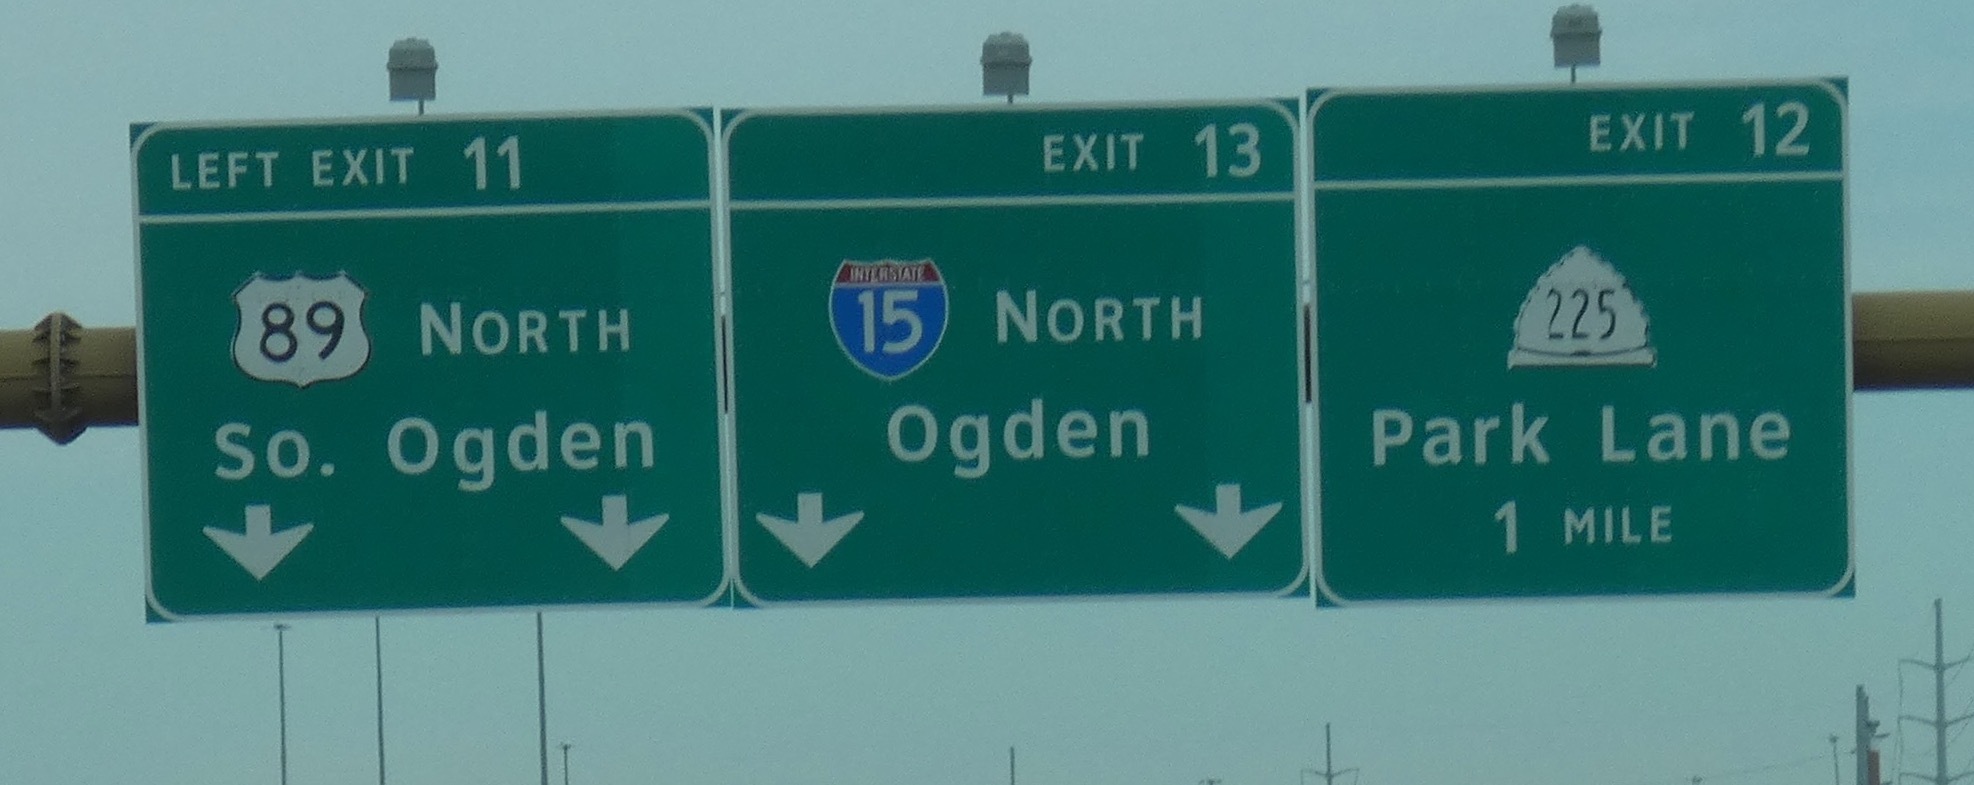 LEFT EXIT 11
89 NORTH
So. Ogden
EXIT 13
INTERSTATE
15 NORTH
Ogden
EXIT 12
225
Park Lane
1 MILE